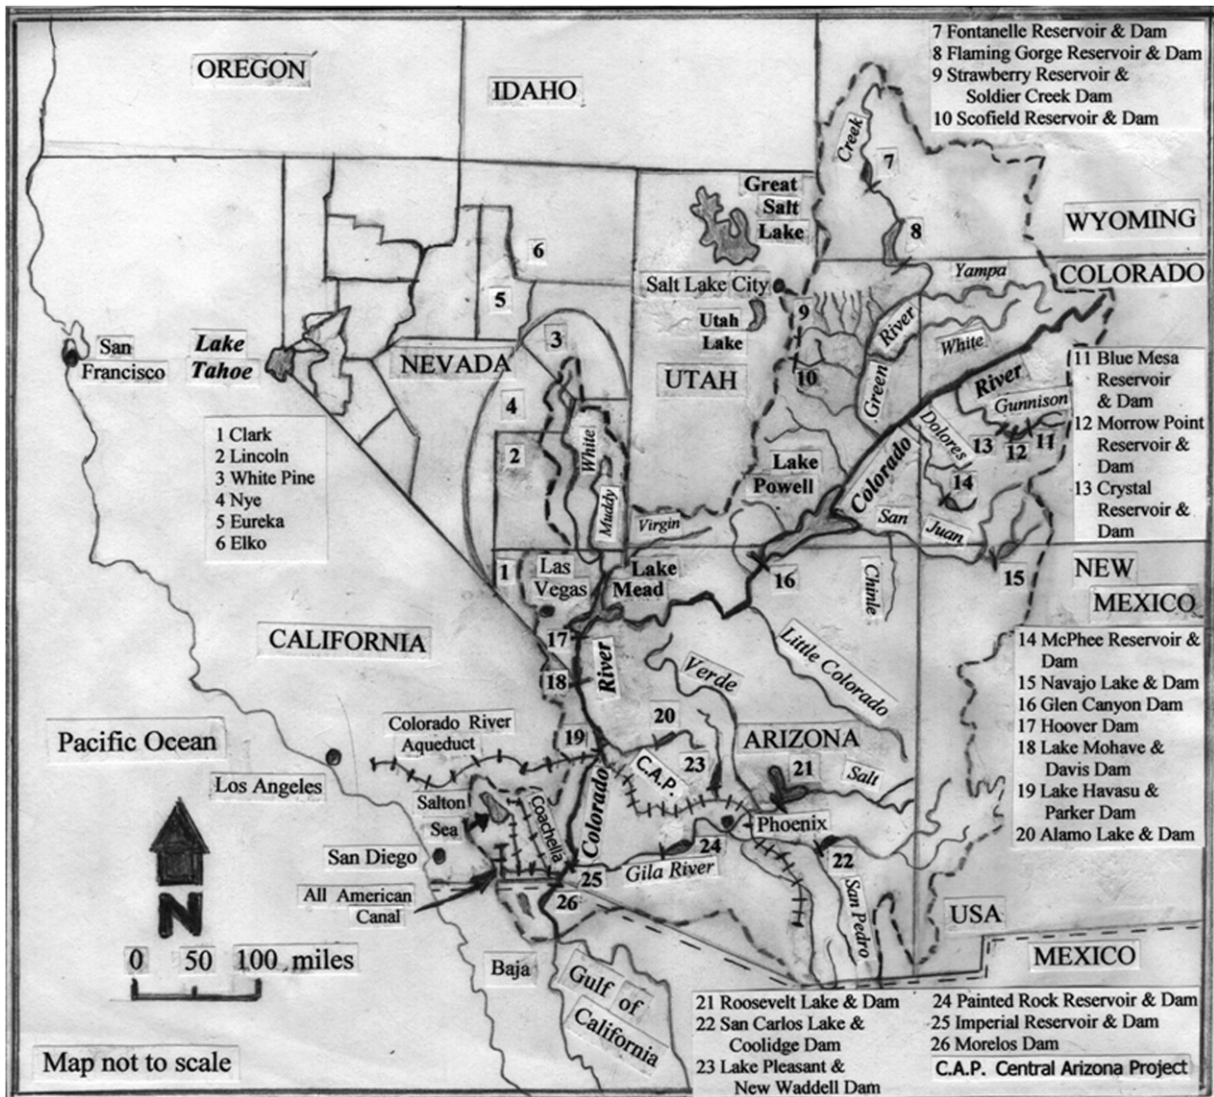 OREGON
IDAHO
7 Fontanelle Reservoir & Dam
8 Flaming Gorge Reservoir & Dam
9 Strawberry Reservoir &
Soldier Creek Dam
10 Scofield Reservoir & Dam
Creek
7
Great
Salt
Lake
WYOMING
8
6
Salt Lake City
Yampa
COLORADO
5
9
Utah
Lake
River
White
San
Francisco
Lake
Tahoe
3
NEVADA
UTAH
10
Green
River
Gunnison
11 Blue Mesa
Reservoir
& Dam
12 Morrow Point
Reservoir &
Dam
13 Crystal
Reservoir &
Dam
4
1 Clark
2 Lincoln
3 White Pine
4 Nye
5 Eureka
6 Elko
2
White
Dolores
13
12
11
Lake
Powell
Colorado
14
Muddy
Virgin
San
Juan
1
Las
Vegas
Lake
Mead
16
Chinle
15
NEW
MEXICO
CALIFORNIA
17
River
Little Colorado
14 McPhee Reservoir &
Dam
15 Navajo Lake & Dam
16 Glen Canyon Dam
17 Hoover Dam
18 Lake Mohave &
Davis Dam
19 Lake Havasu &
Parker Dam
20 Alamo Lake & Dam
18
Verde
Pacific Ocean
Colorado River
Aqueduct
19
20
ARIZONA
C.A.P.
23
21
Salt
Los Angeles
Salton
Sea
Coachella
Colorado
Phoenix
San Diego
24
22
25
Gila River
All American
Canal
26
San Pedro
USA
N
0 50 100 miles
Baja
Gulf of
California
MEXICO
Map not to scale
21 Roosevelt Lake & Dam
22 San Carlos Lake &
Coolidge Dam
23 Lake Pleasant &
New Waddell Dam
24 Painted Rock Reservoir & Dam
25 Imperial Reservoir & Dam
26 Morelos Dam
C.A.P. Central Arizona Project